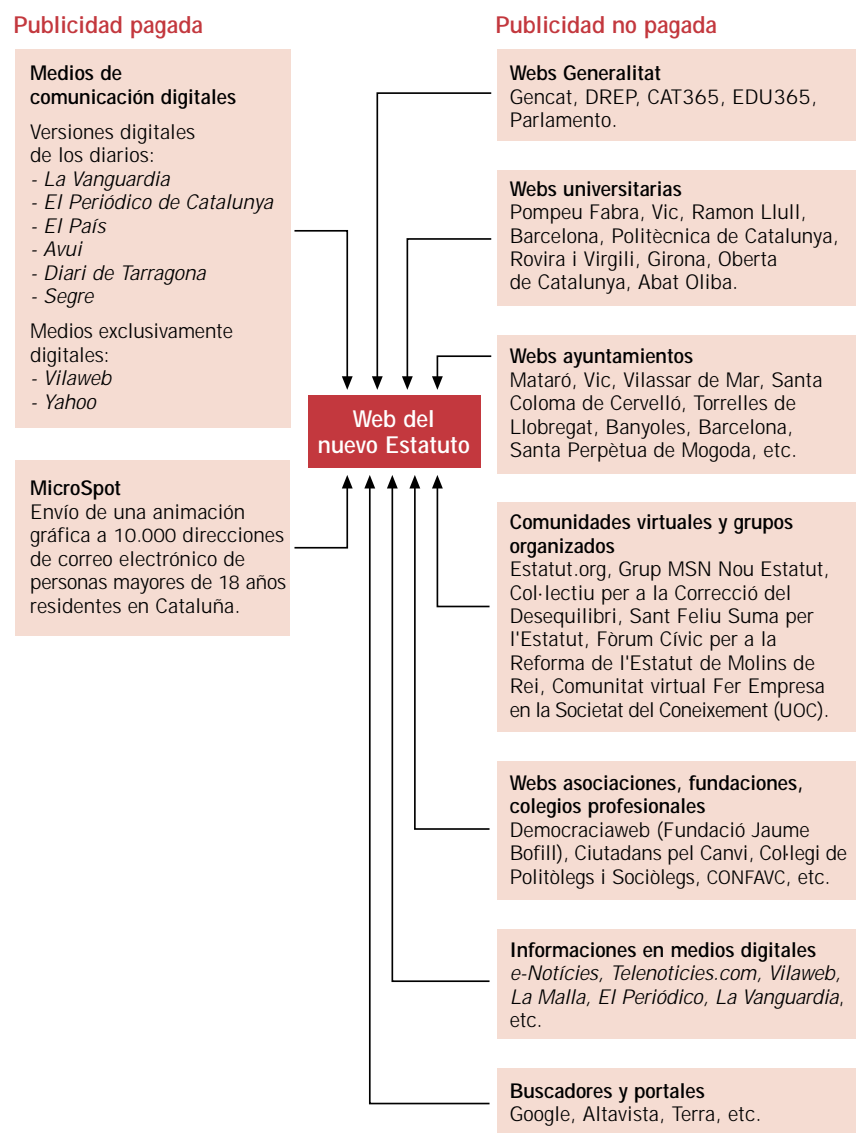 Publicidad pagada
Medios de
comunicación digitales
Versiones digitales
de los diarios:
- La Vanguardia
- El Periódico de Catalunya
- El País
- Avui
- Diari de Tarragona
- Segre
Medios exclusivamente
digitales:
- Vilaweb
- Yahoo
MicroSpot
Envío de una animación
gráfica a 10.000 direcciones
de correo electrónico de
personas mayores de 18 años
residentes en Cataluña.
Web del
nuevo Estatuto
Publicidad no pagada
Webs Generalitat
Gencat, DREP, CAT365, EDU365,
Parlamento.
Webs universitarias
Pompeu Fabra, Vic, Ramon Llull,
Barcelona, Politècnica de Catalunya,
Rovira i Virgili, Girona, Oberta
de Catalunya, Abat Oliba.
Webs ayuntamientos
Mataró, Vic, Vilassar de Mar, Santa
Coloma de Cervelló, Torrelles de
Llobregat, Banyoles, Barcelona,
Santa Perpètua de Mogoda, etc.
Comunidades virtuales y grupos
organizados
Estatut.org, Grup MSN Nou Estatut,
Col·lectiu per a la Correcció del
Desequilibri, Sant Feliu Suma per
l'Estatut, Fòrum Cívic per a la
Reforma de l'Estatut de Molins de
Rei, Comunitat virtual Fer Empresa
en la Societat del Coneixement (UOC).
Webs asociaciones, fundaciones,
colegios profesionales
Democraciaweb (Fundació Jaume
Bofill), Ciutadans pel Canvi, Col·legi de
Politòlegs i Sociòlegs, CONFAVC, etc.
Informaciones en medios digitales
e-Notícies, Telenoticies.com, Vilaweb,
La Malla, El Periódico, La Vanguardia,
etc.
Buscadores y portales
Google, Altavista, Terra, etc.